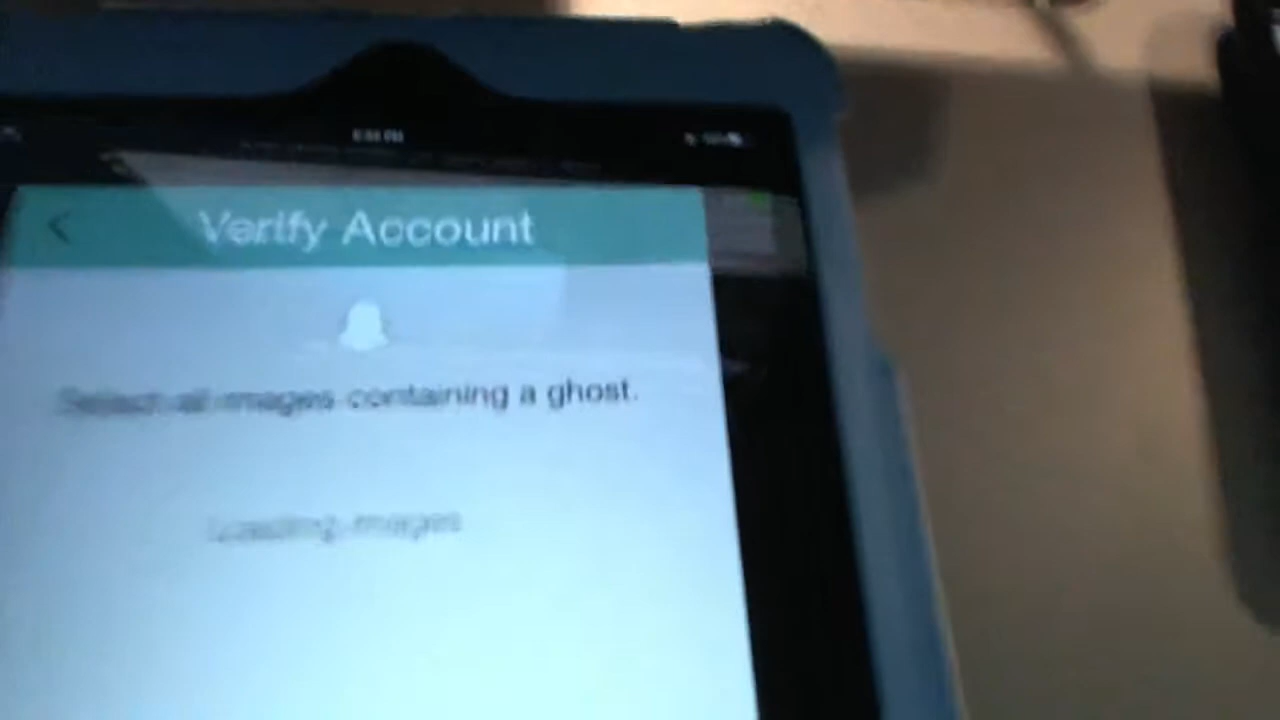 Verify Account
Select all images containing a ghost.
Loading images